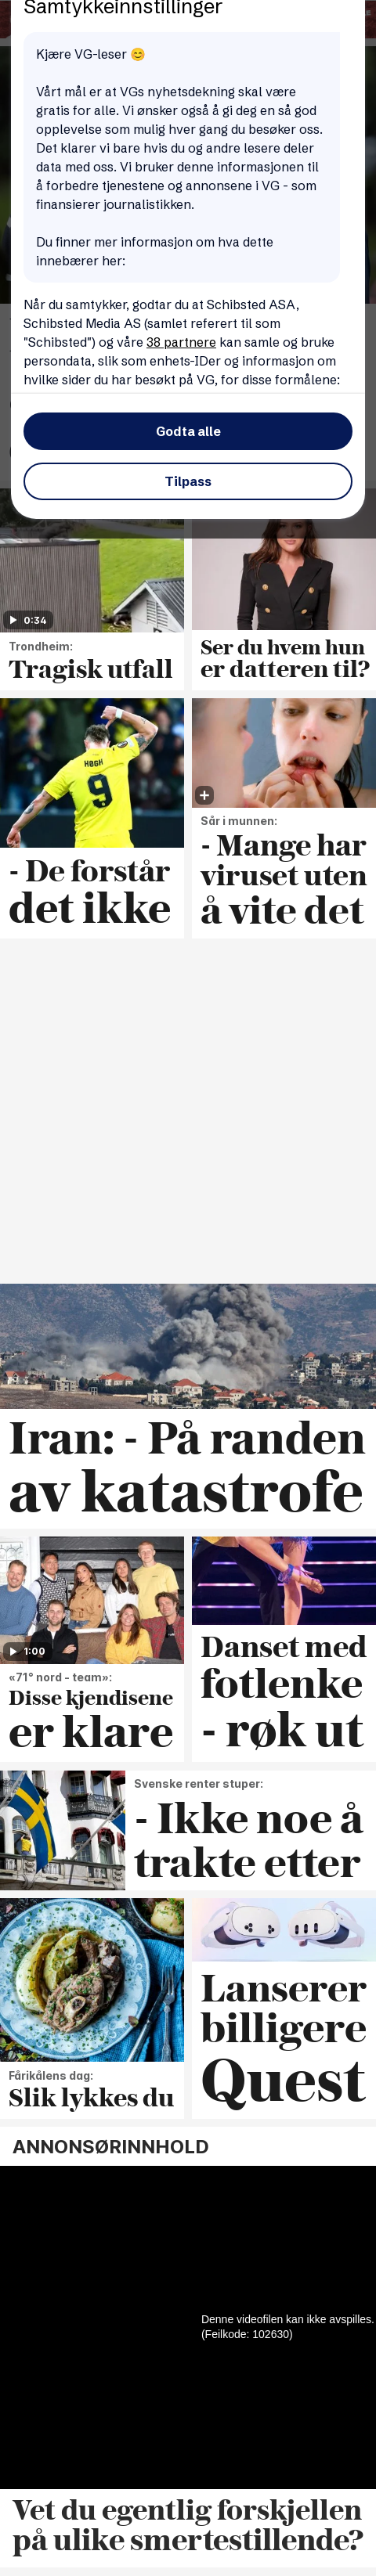 Samtykkeinnstillinger
Kjære VG-leser 😊
Vårt mål er at VGs nyhetsdekning skal være
gratis for alle. Vi ønsker også å gi deg en så god
opplevelse som mulig hver gang du besøker oss.
Det klarer vi bare hvis du og andre lesere deler
data med oss. Vi bruker denne informasjonen til
å forbedre tjenestene og annonsene i VG - som
finansierer journalistikken.
Du finner mer informasjon om hva dette
innebærer her:
Når du samtykker, godtar du at Schibsted ASA,
Schibsted Media AS (samlet referert til som
"Schibsted") og våre 38 partnere kan samle og bruke
persondata, slik som enhets-IDer og informasjon om
hvilke sider du har besøkt på VG, for disse formålene:
Godta alle
Tilpass
0:34
Trondheim:
Tragisk utfall
Ser du hvem hun
er datteren til?
HØGH
9
- De forstår
det ikke
Sår i munnen:
- Mange har
viruset uten
å vite det
Iran: - På randen
av katastrofe
1:00
«71° nord - team»:
Disse kjendisene
er klare
Danset med
fotlenke
- røk ut
Svenske renter stuper:
- Ikke noe å
trakte etter
Fårikålens dag:
Slik lykkes du
Lanserer
billigere
Quest
ANNONSØRINNHOLD
Denne videofilen kan ikke avspilles.
(Feilkode: 102630)
Vet du egentlig forskjellen
på ulike smertestillende?